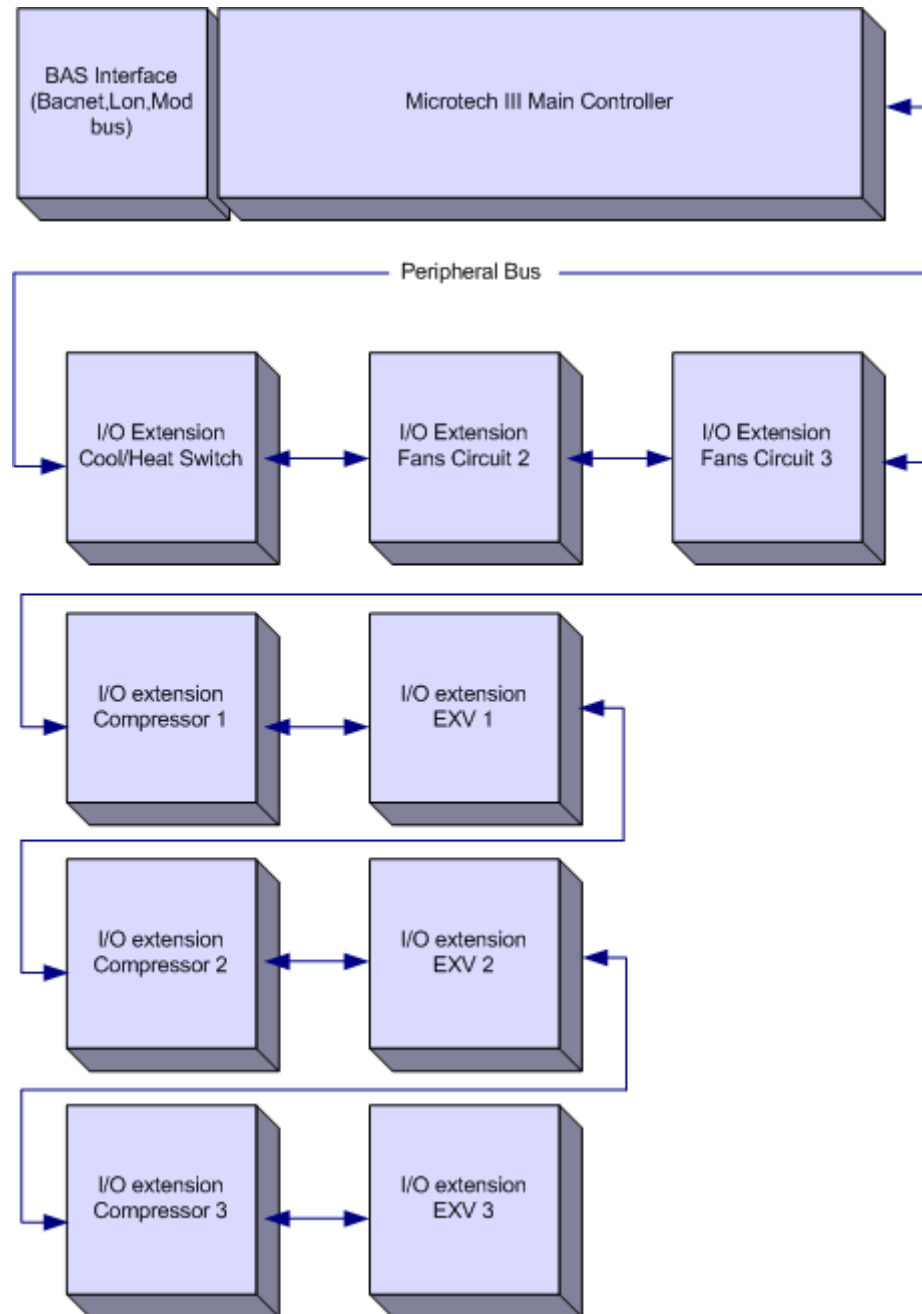 BAS Interface
(Bacnet,Lon,Mod
bus)
Microtech III Main Controller
Peripheral Bus
I/O Extension
Cool/Heat Switch
I/O Extension
Fans Circuit 2
I/O Extension
Fans Circuit 3
I/O extension
Compressor 1
I/O extension
EXV 1
I/O extension
Compressor 2
I/O extension
EXV 2
I/O extension
Compressor 3
I/O extension
EXV 3